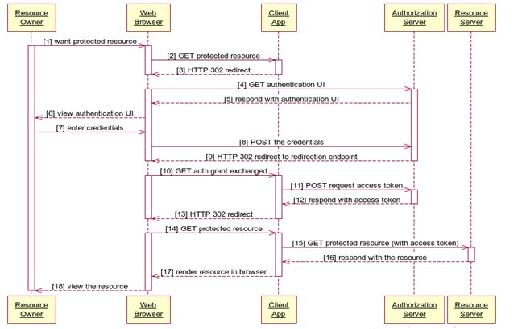 Resource Owner
Web Browser
Client App
Authorization Server
Resource Server
[1] want protected resource
[2] GET protected resource
[3] HTTP 302 redirect
[4] GET authentication UI
[5] respond with authentication UI
[6] view authentication UI
[7] enter credentials
[8] POST the credentials
[9] HTTP 302 redirect to redirection endpoint
[10] GET auth grant exchanged
[11] POST request access token
[12] respond with access token
[13] HTTP 302 redirect
[14] GET protected resource
[15] GET protected resource (with access token)
[16] respond with the resource
[17] render resource in browser
[18] view the resource
Resource Owner
Web Browser
Client App
Authorization Server
Resource Server